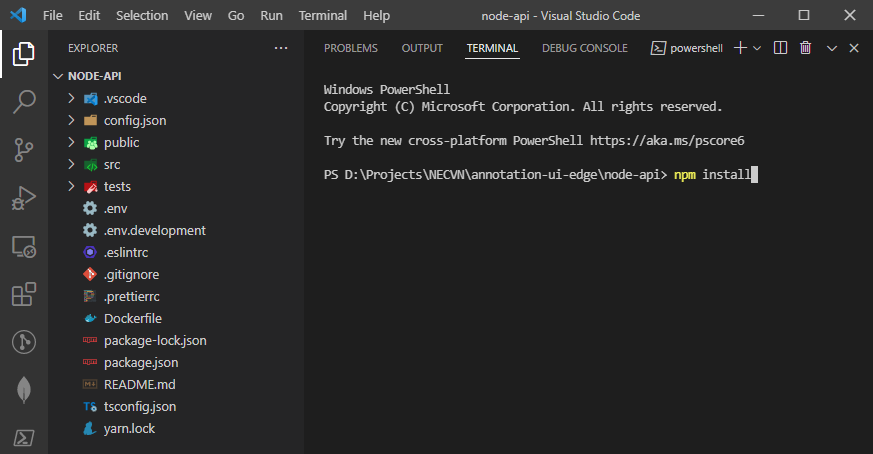 File Edit Selection View Go Run Terminal Help node-api - Visual Studio Code
EXPLORER
NODE-API
.vscode
config.json
public
src
tests
.env
.env.development
.eslintrc
.gitignore
.prettierrc
Dockerfile
package-lock.json
package.json
README.md
tsconfig.json
yarn.lock
PROBLEMS OUTPUT TERMINAL DEBUG CONSOLE powershell
Windows PowerShell
Copyright (C) Microsoft Corporation. All rights reserved.
Try the new cross-platform PowerShell https://aka.ms/pscore6
PS D:\Projects\NECVN\annotation-ui-edge\node-api> npm install